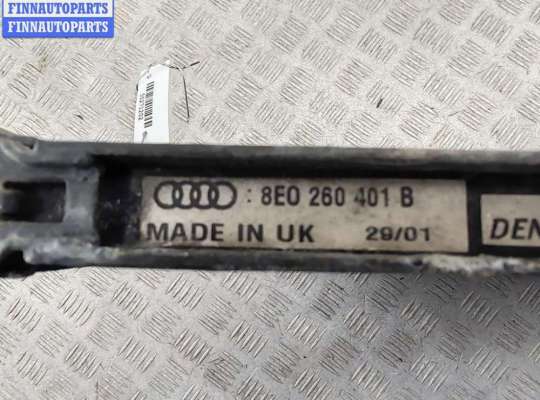 FINNAUTOPARTS
FINNAUTOPARTS
: 8E0 260 401 B
MADE IN UK 29/01
DEN